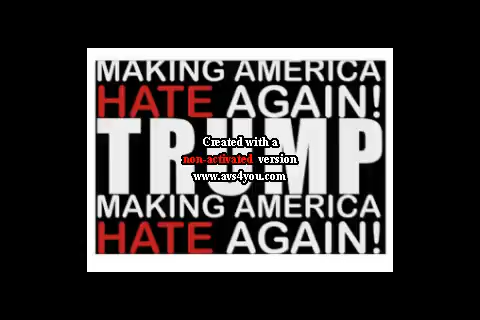 MAKING AMERICA
HATE AGAIN!
TRUMP
Created with a
non-activated version
www.avs4you.com
MAKING AMERICA
HATE AGAIN!